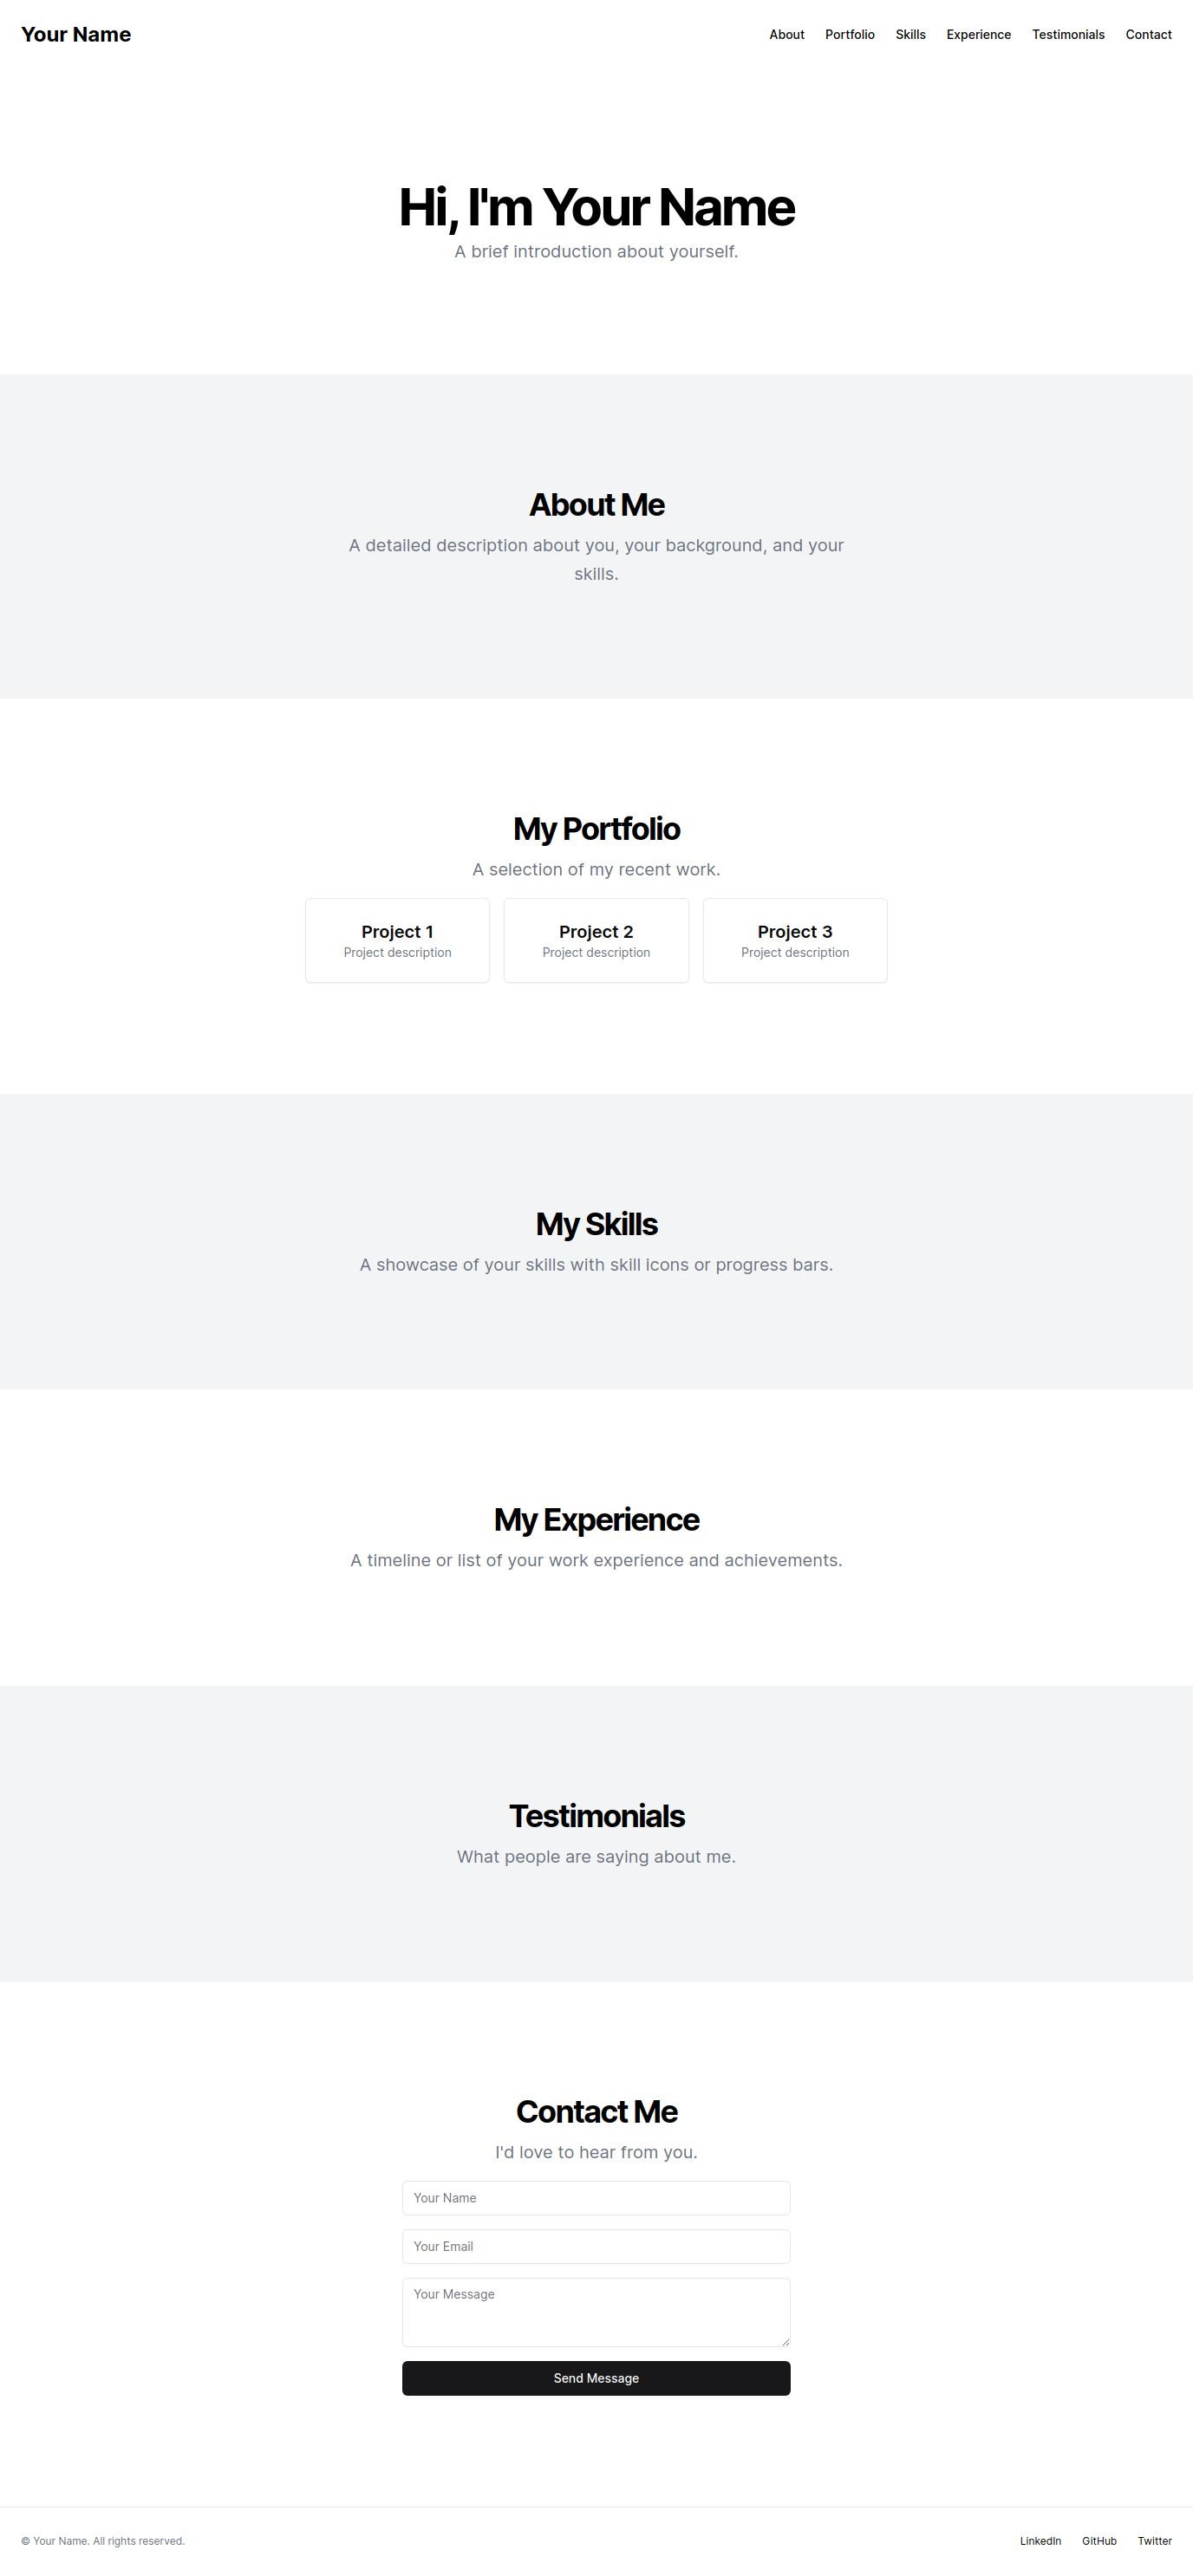 Your Name
About Portfolio Skills Experience Testimonials Contact
Hi, I'm Your Name
A brief introduction about yourself.
About Me
A detailed description about you, your background, and your
skills.
My Portfolio
A selection of my recent work.
Project 1
Project description
Project 2
Project description
Project 3
Project description
My Skills
A showcase of your skills with skill icons or progress bars.
My Experience
A timeline or list of your work experience and achievements.
Testimonials
What people are saying about me.
Contact Me
I'd love to hear from you.
Your Name
Your Email
Your Message
Send Message
© Your Name. All rights reserved.
LinkedIn GitHub Twitter